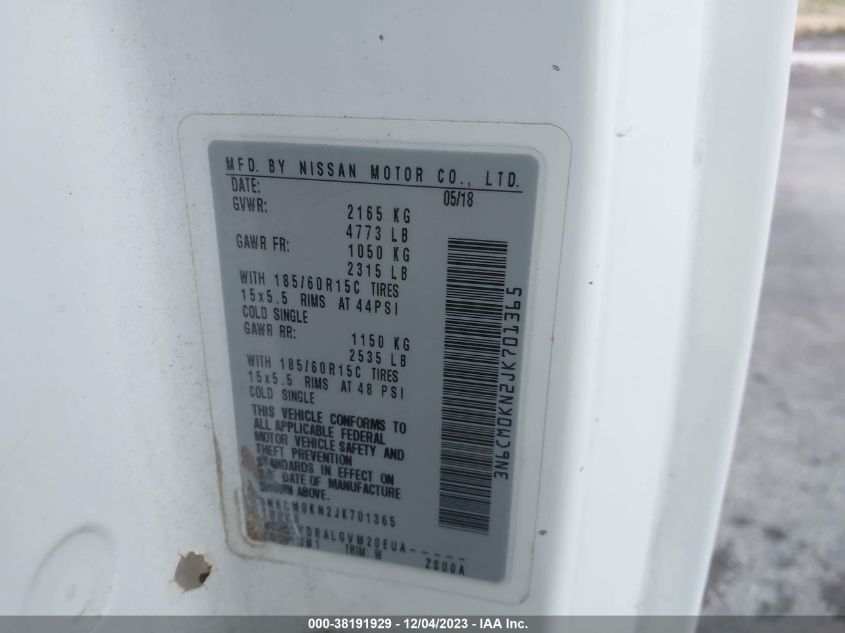 MFD. BY NISSAN MOTOR CO., LTD.
DATE: 05/18
GVWR: 2165 KG
4773 LB
GAWR FR: 1050 KG
2315 LB
WITH 185/60R15C TIRES
15x5.5 RIMS AT 44PSI
COLD SINGLE
GAWR RR: 1150 KG
2535 LB
WITH 185/60R15C TIRES
15x5.5 RIMS AT 48 PSI
COLD SINGLE
THIS VEHICLE CONFORMS TO
ALL APPLICABLE FEDERAL
MOTOR VEHICLE SAFETY AND
THEFT PREVENTION
STANDARDS IN EFFECT ON
DATE OF MANUFACTURE
ABOVE.
3N6CM0KN2JK701365
TRIM: W
ZS00A
3N6CM0KN2JK701365
000-38191929 - 12/04/2023 - IAA Inc.